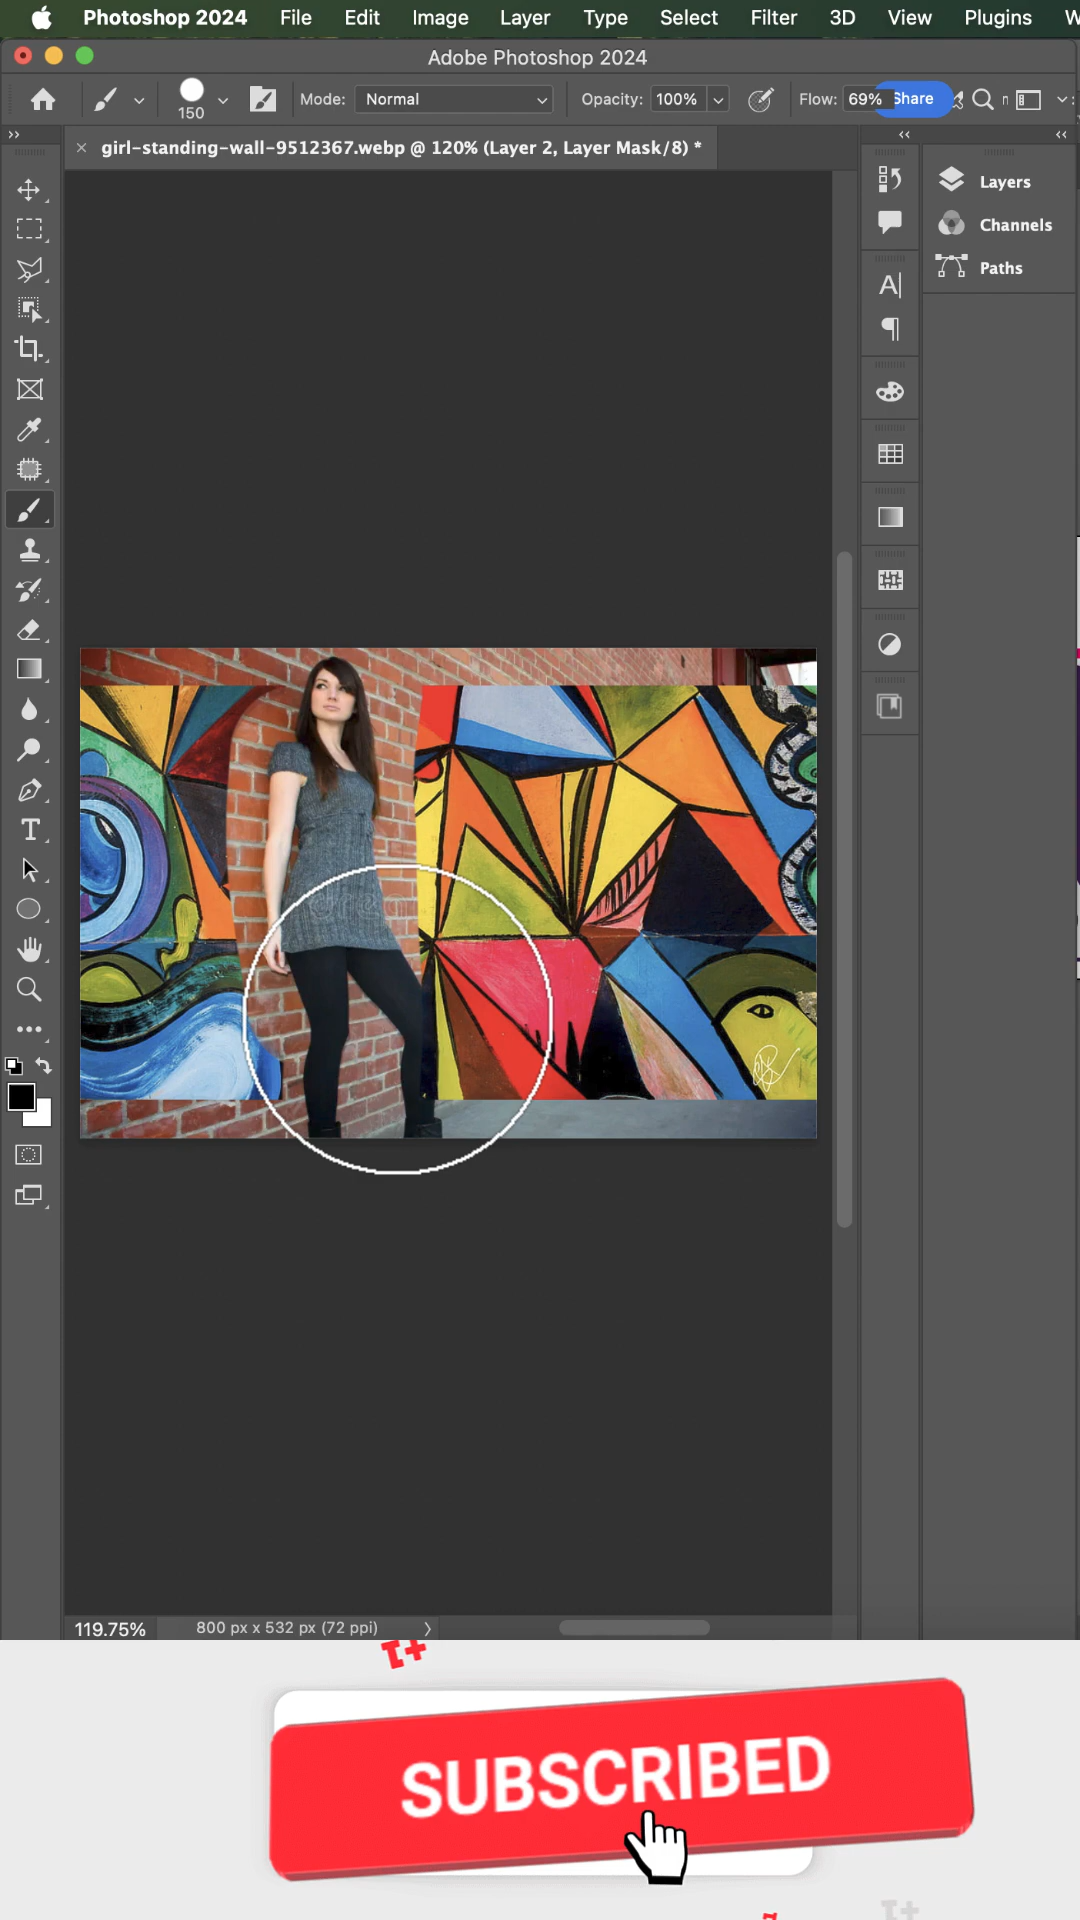 Photoshop 2024 File Edit Image Layer Type Select Filter 3D View Plugins W
Adobe Photoshop 2024
150 Mode: Normal Opacity: 100% Flow: 69% Share
girl-standing-wall-9512367.webp @ 120% (Layer 2, Layer Mask/8) *
Layers
Channels
Paths
119.75% 800 px x 532 px (72 ppi)
SUBSCRIBED